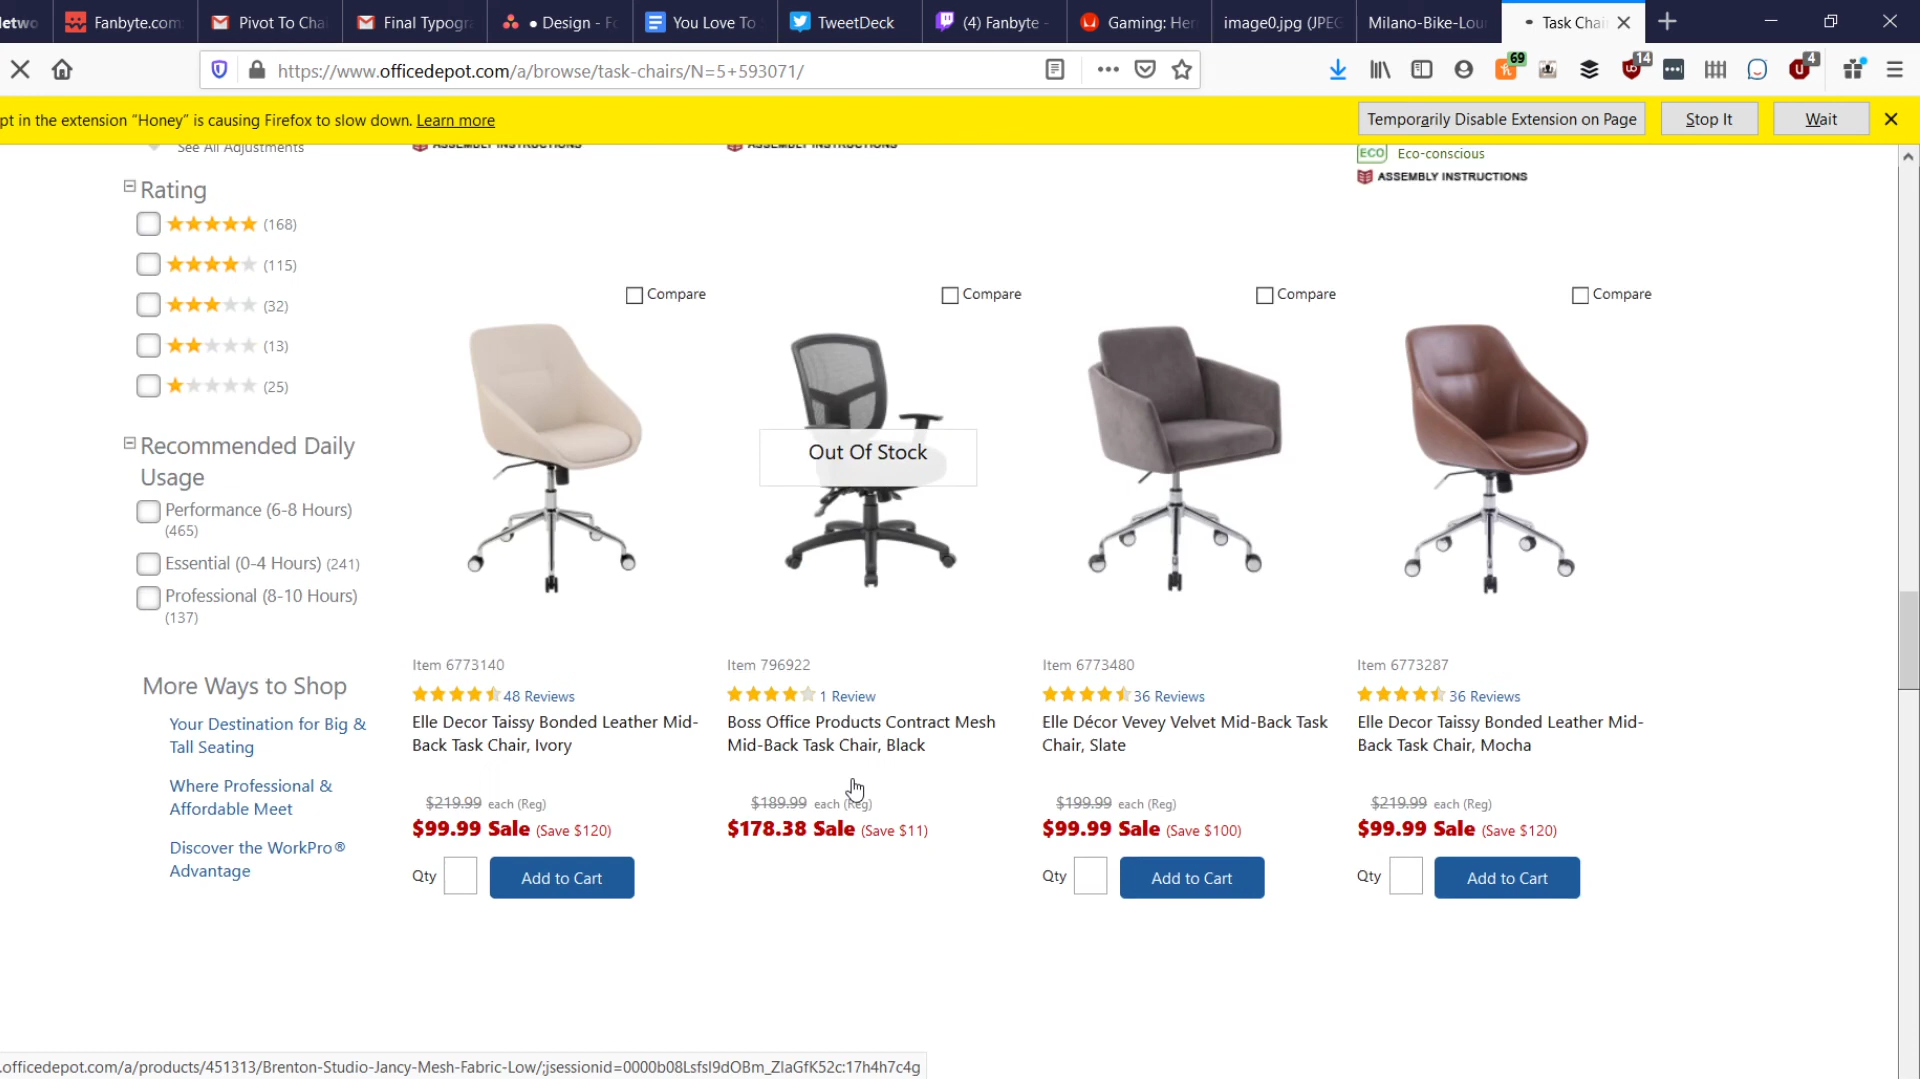 etwo
Fanbyte.com
Pivot To Cha
Final Typogr
• Design - F
You Love To
TweetDeck
(4) Fanbyte -
Gaming: Her
image0.jpg (JPEG
Milano-Bike-Lou
• Task Chai
https://www.officedepot.com/a/browse/task-chairs/N=5+593071/
69
14
4
pt in the extension “Honey” is causing Firefox to slow down. Learn more
Temporarily Disable Extension on Page
Stop It
Wait
See All Adjustments
ASSEMBLY INSTRUCTIONS
ASSEMBLY INSTRUCTIONS
ECO Eco-conscious
ASSEMBLY INSTRUCTIONS
Rating
(168)
(115)
(32)
(13)
(25)
Recommended Daily
Usage
Performance (6-8 Hours)
(465)
Essential (0-4 Hours) (241)
Professional (8-10 Hours)
(137)
More Ways to Shop
Your Destination for Big &
Tall Seating
Where Professional &
Affordable Meet
Discover the WorkPro®
Advantage
Compare
Item 6773140
48 Reviews
Elle Decor Taissy Bonded Leather Mid-
Back Task Chair, Ivory
$219.99 each (Reg)
$99.99 Sale (Save $120)
Qty
Add to Cart
Compare
Out Of Stock
Item 796922
1 Review
Boss Office Products Contract Mesh
Mid-Back Task Chair, Black
$189.99 each (Reg)
$178.38 Sale (Save $11)
Compare
Item 6773480
36 Reviews
Elle Décor Vevey Velvet Mid-Back Task
Chair, Slate
$199.99 each (Reg)
$99.99 Sale (Save $100)
Qty
Add to Cart
Compare
Item 6773287
36 Reviews
Elle Decor Taissy Bonded Leather Mid-
Back Task Chair, Mocha
$219.99 each (Reg)
$99.99 Sale (Save $120)
Qty
Add to Cart
.officedepot.com/a/products/451313/Brenton-Studio-Jancy-Mesh-Fabric-Low/;jsessionid=0000b08Lsfsl9dOBm_ZlaGfK52c:17h4h7c4g